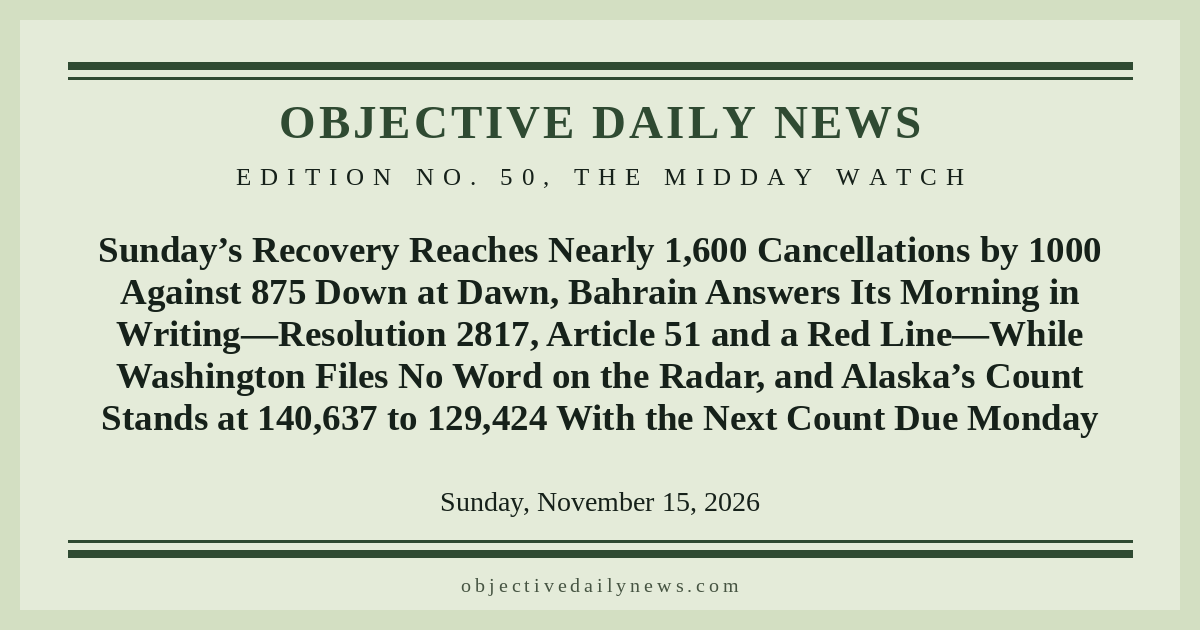 OBJECTIVE DAILY NEWS
EDITION NO. 50, THE MIDDAY WATCH
Sunday’s Recovery Reaches Nearly 1,600 Cancellations by 1000
Against 875 Down at Dawn, Bahrain Answers Its Morning in
Writing—Resolution 2817, Article 51 and a Red Line—While
Washington Files No Word on the Radar, and Alaska’s Count
Stands at 140,637 to 129,424 With the Next Count Due Monday
Sunday, November 15, 2026
objectivedailynews.com